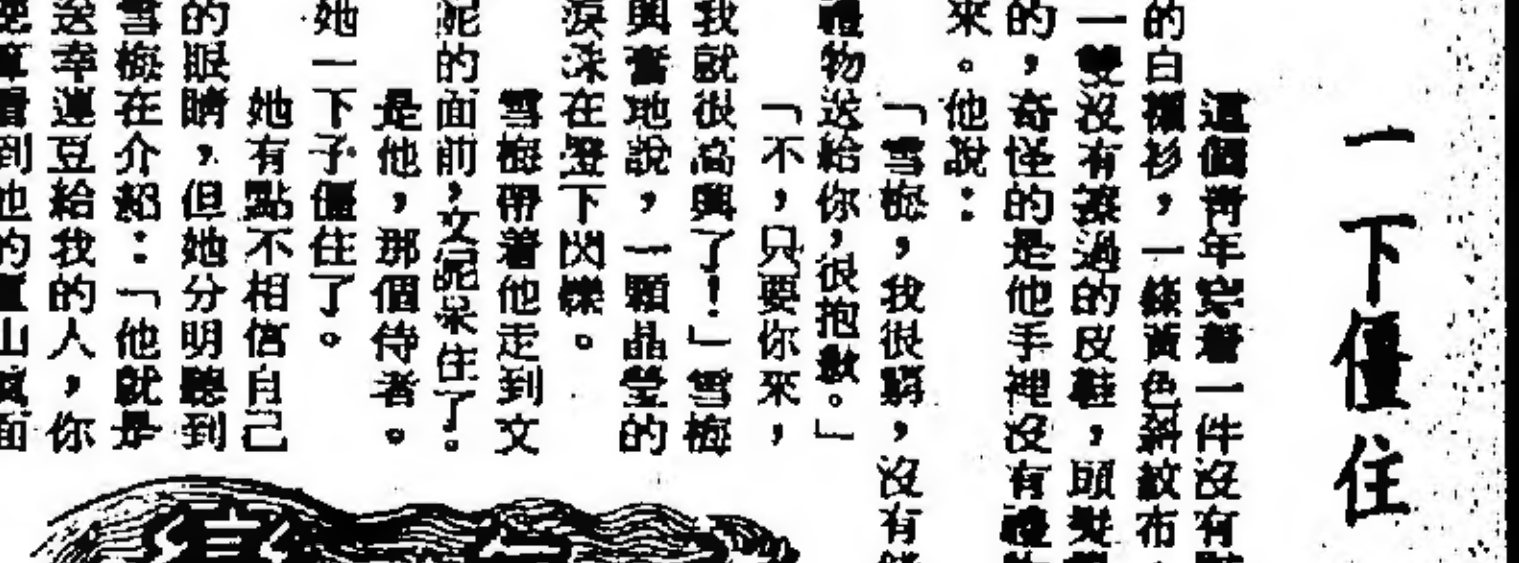 一下僵住
這個青年穿着一件沒有
的白襯衫，一條黃色斜紋布
一雙沒有擦過的皮鞋，頭髮
的，奇怪的是他手裡沒有禮
來。他說：
「雪梅，我很窮，沒有
禮物送給你，很抱歉。」
「不，只要你來，
我就很高興了！」雪梅
興奮地說，一顆晶瑩的
淚珠在燈下閃爍。
雪梅帶着他走到文
妮的面前，文妮呆住了。
是他，那個侍者。
她一下子僵住了。
她有點不相信自己
的眼睛，但她分明聽到
雪梅在介紹：「他就是
送幸運豆給我的人，你
看到他的廬山真面